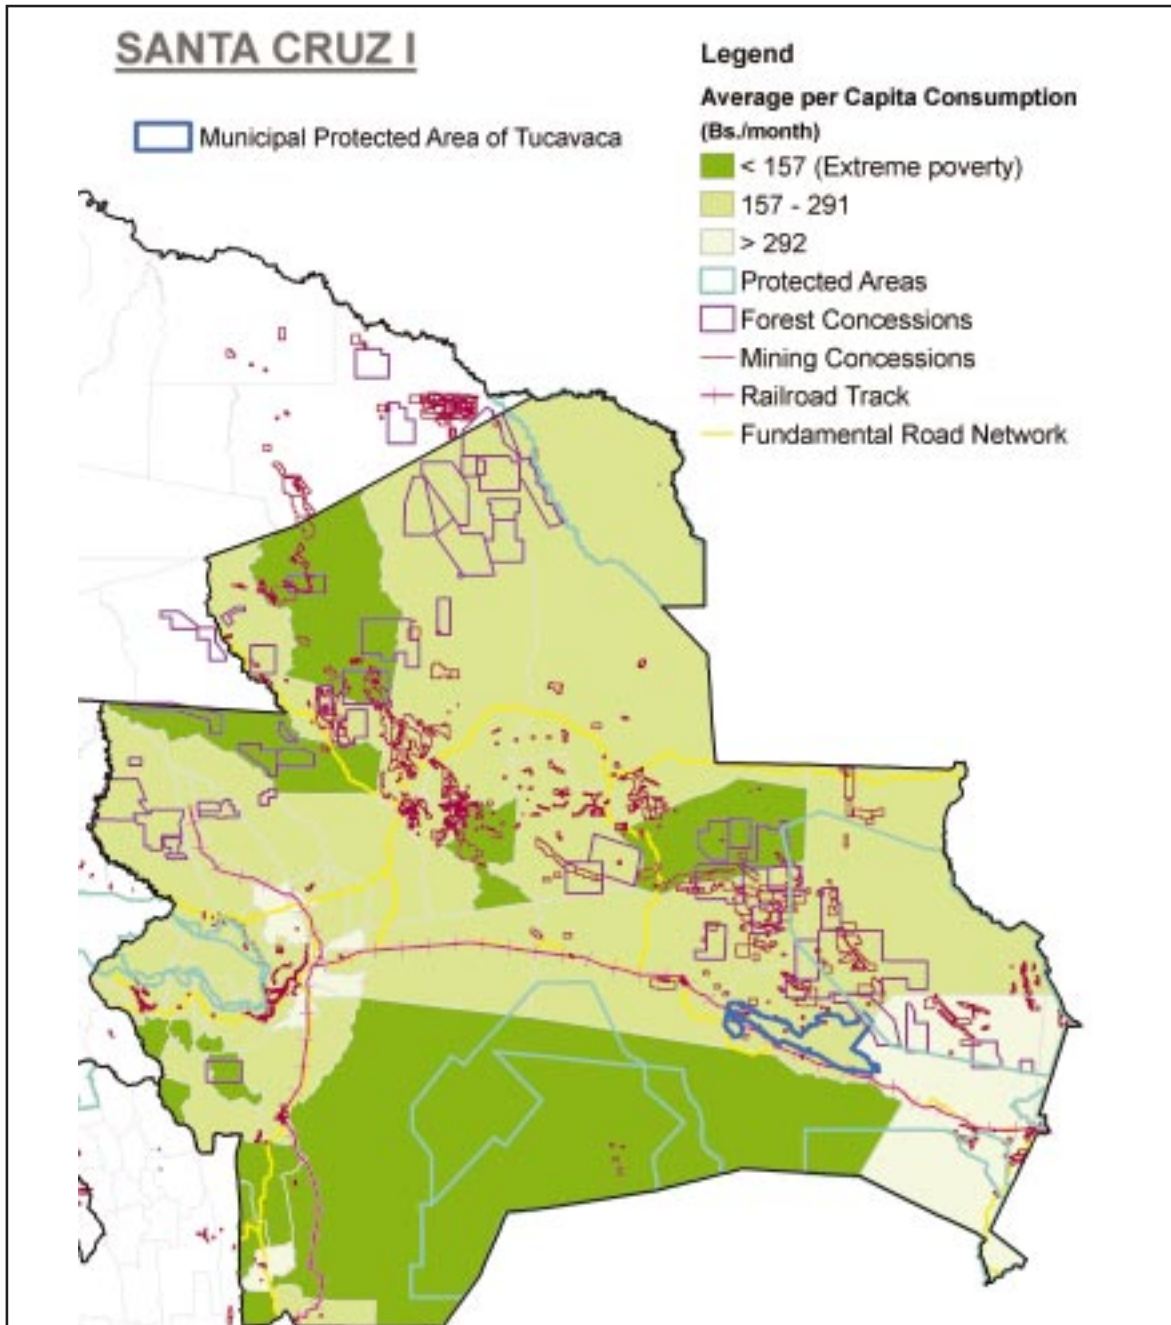 SANTA CRUZ I
Municipal Protected Area of Tucavaca
Legend
Average per Capita Consumption
(Bs./month)
< 157 (Extreme poverty)
157 - 291
> 292
Protected Areas
Forest Concessions
Mining Concessions
Railroad Track
Fundamental Road Network